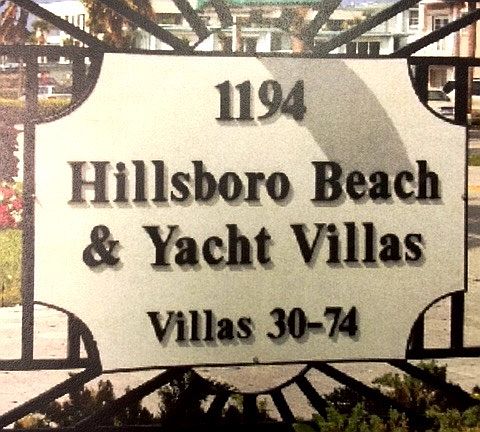 1194
Hillsboro Beach
& Yacht Villas
Villas 30-74